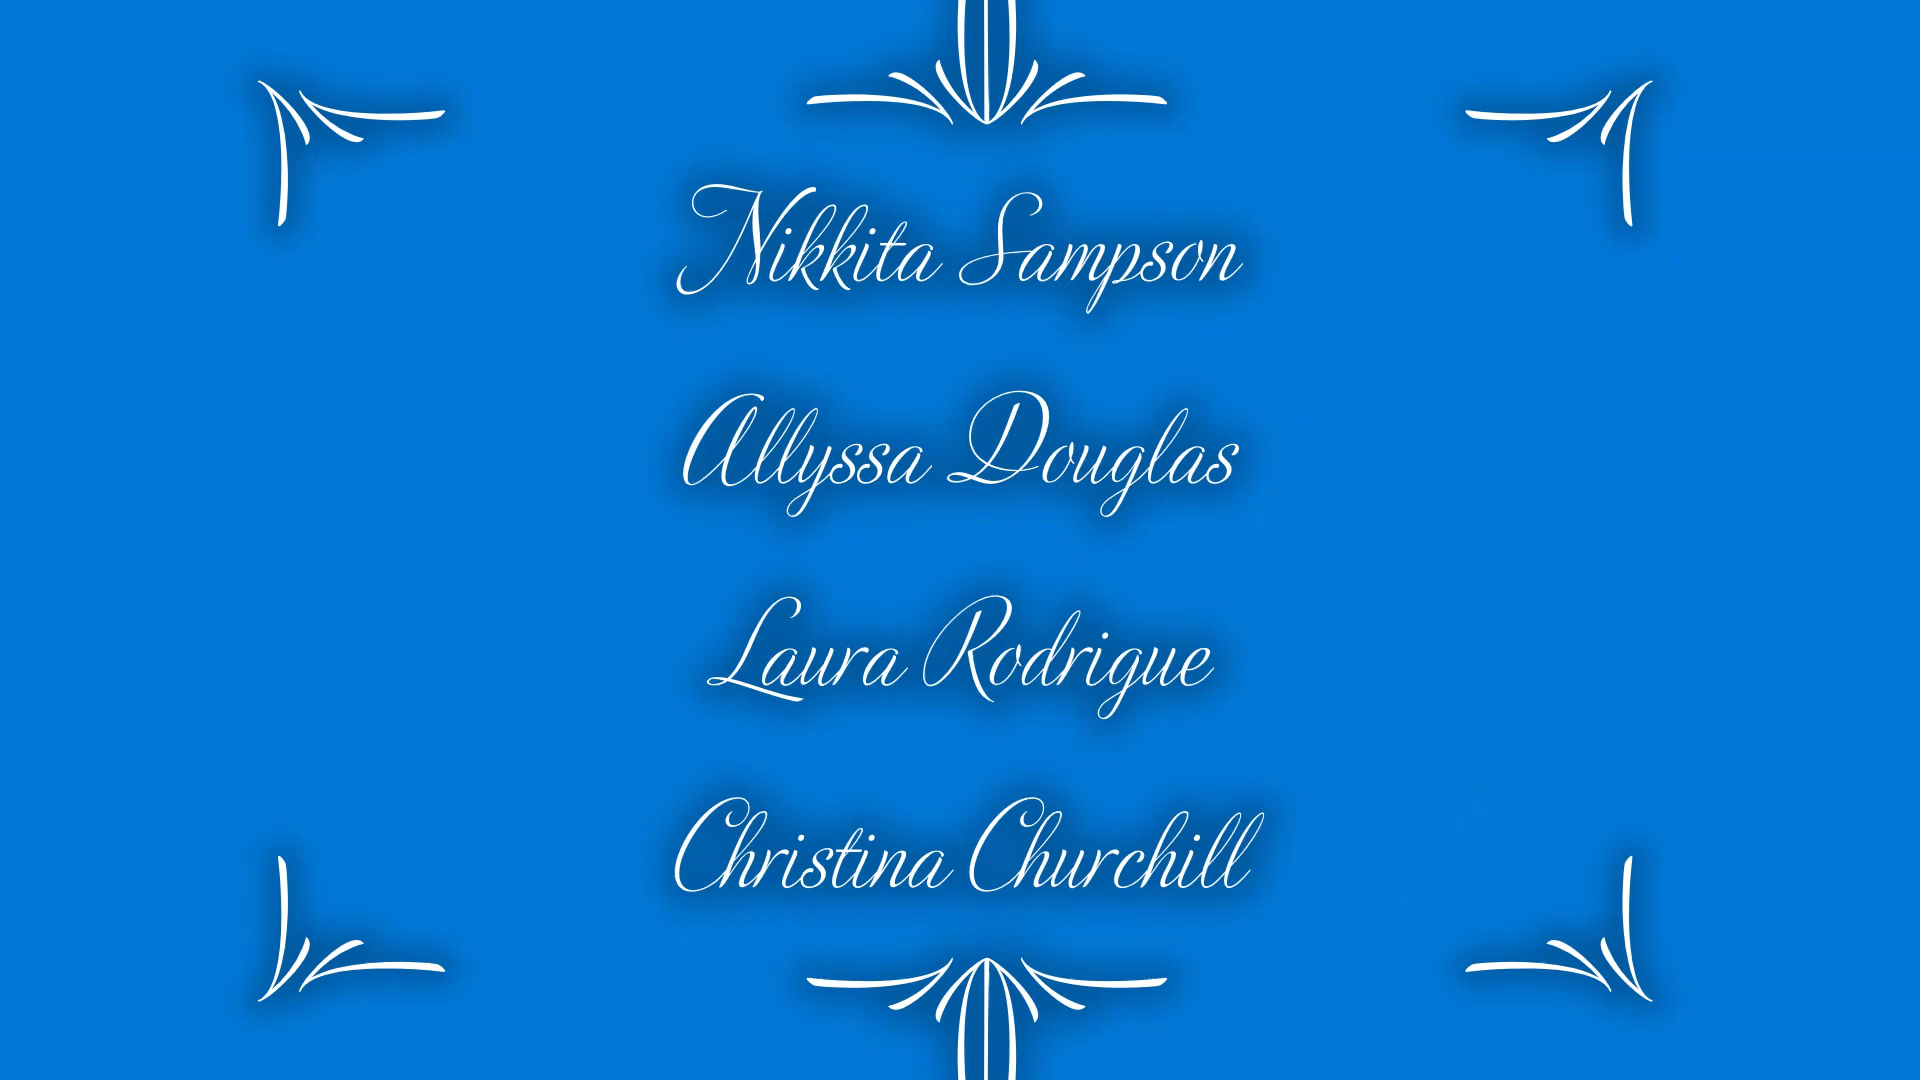 Nikkita Sampson
Allyssa Douglas
Laura Rodrigue
Christina Churchill